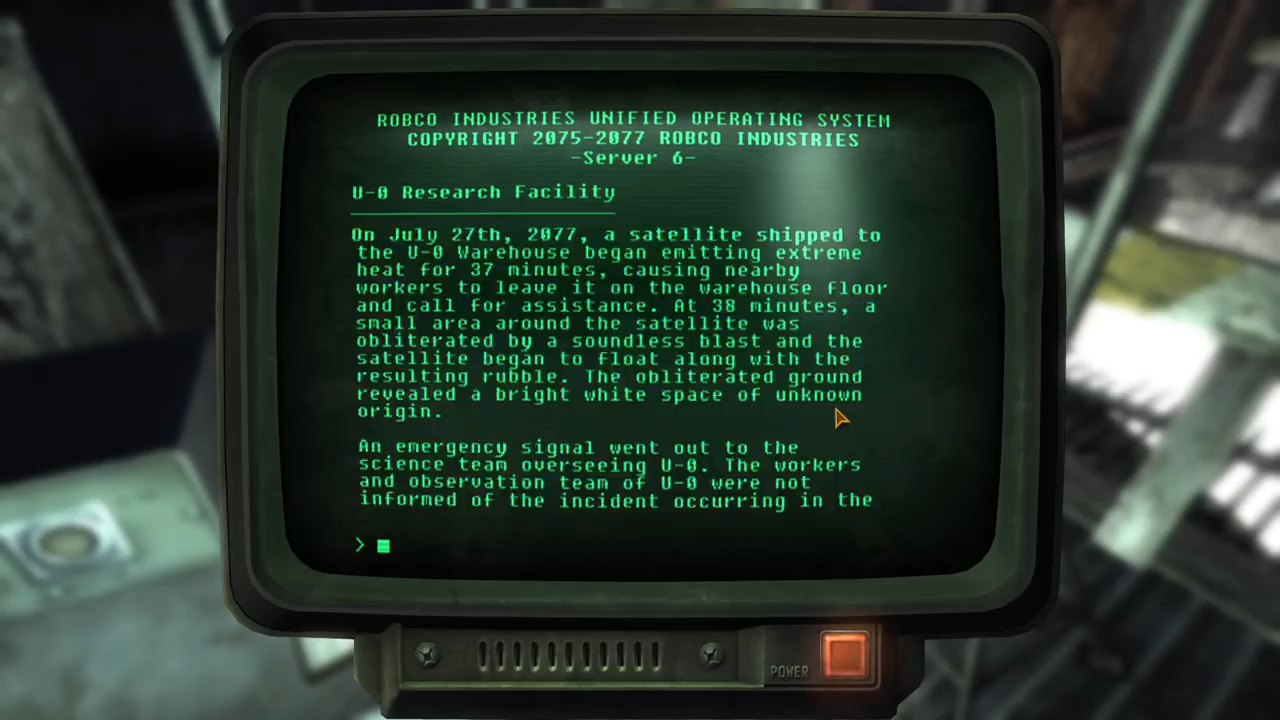 ROBCO INDUSTRIES UNIFIED OPERATING SYSTEM
COPYRIGHT 2075-2077 ROBCO INDUSTRIES
-Server 6-
U-0 Research Facility
On July 27th, 2077, a satellite shipped to
the U-0 Warehouse began emitting extreme
heat for 37 minutes, causing nearby
workers to leave it on the warehouse floor
and call for assistance. At 38 minutes, a
small area around the satellite was
obliterated by a soundless blast and the
satellite began to float along with the
resulting rubble. The obliterated ground
revealed a bright white space of unknown
origin.
An emergency signal went out to the
science team overseeing U-0. The workers
and observation team of U-0 were not
informed of the incident occurring in the
>
POWER